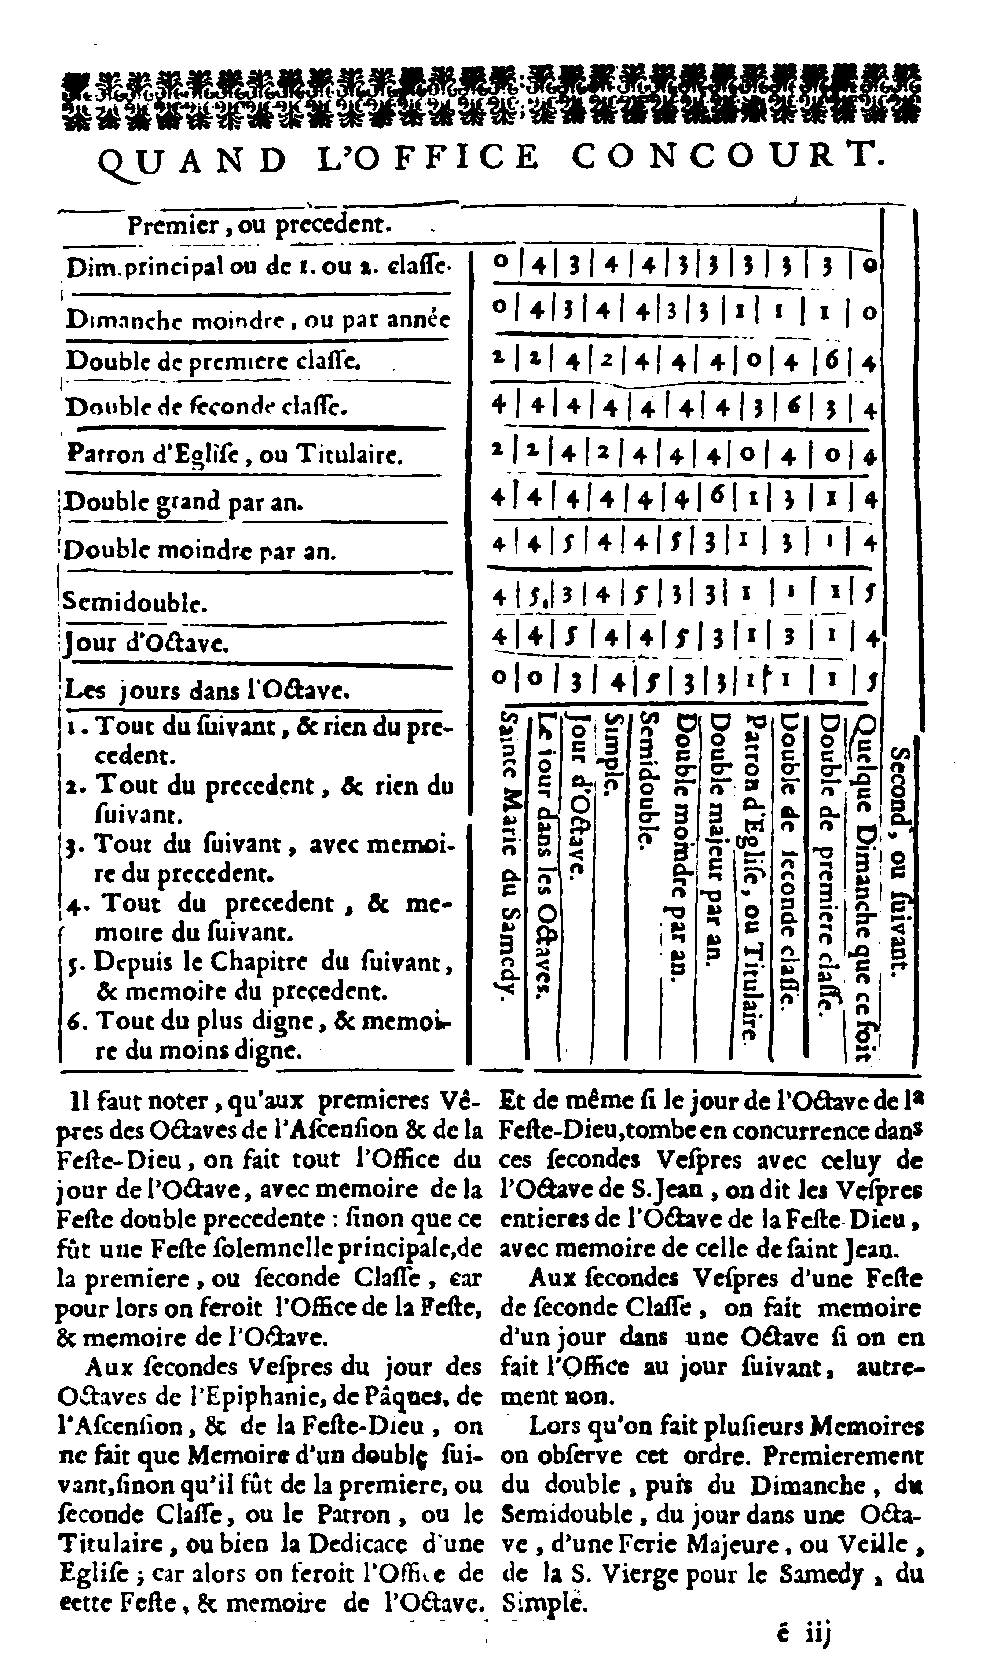 QUAND L'OFFICE CONCOURT.
Premier, ou precedent.
Dim. principal ou de 1. ou 2. classe. 0 | 4 | 3 | 4 | 4 | 3 | 3 | 3 | 3 | 3 | 0
Dimanche moindre, ou par année 0 | 4 | 3 | 4 | 4 | 3 | 3 | 1 | 1 | 1 | 0
Double de premiere claſſe. 2 | 2 | 4 | 2 | 4 | 4 | 4 | 0 | 4 | 6 | 4
Double de ſeconde claſſe. 4 | 4 | 4 | 4 | 4 | 4 | 4 | 3 | 6 | 3 | 4
Patron d'Egliſe, ou Titulaire. 2 | 2 | 4 | 2 | 4 | 4 | 4 | 0 | 4 | 0 | 4
Double grand par an. 4 | 4 | 4 | 4 | 4 | 4 | 6 | 1 | 3 | 1 | 4
Double moindre par an. 4 | 4 | 5 | 4 | 4 | 5 | 3 | 1 | 3 | 1 | 4
Semidouble. 4 | 5 | 3 | 4 | 5 | 3 | 3 | 1 | 1 | 1 | 5
Jour d'Octave. 4 | 4 | 5 | 4 | 4 | 5 | 3 | 1 | 3 | 1 | 4
Les jours dans l'Octave. 0 | 0 | 3 | 4 | 5 | 3 | 3 | 1 | 1 | 1 | 5
1. Tout du ſuivant, & rien du pre-
cedent.
2. Tout du precedent, & rien du
ſuivant.
3. Tout du ſuivant, avec memoi-
re du precedent.
4. Tout du precedent, & me-
moire du ſuivant.
5. Depuis le Chapitre du ſuivant,
& memoire du precedent.
6. Tout du plus digne, & memoi-
re du moins digne.
Sainte Marie du Samedy.
Le jour dans les Octaves.
Jour d'Octave.
Simple.
Semidouble.
Double moindre par an.
Double majeur par an.
Patron d'Egliſe, ou Titulaire.
Double de ſeconde claſſe.
Double de premiere claſſe.
Quelque Dimanche que ce ſoit
Second, ou ſuivant.
Il faut noter, qu'aux premieres Vê-
pres des Octaves de l'Aſcenſion & de la
Feſte-Dieu, on fait tout l'Office du
jour de l'Octave, avec memoire de la
Feſte double precedente : ſinon que ce
fût une Feſte ſolemnelle principale, de
la premiere, ou ſeconde Claſſe, car
pour lors on feroit l'Office de la Feſte,
& memoire de l'Octave.
Aux ſecondes Veſpres du jour des
Octaves de l'Epiphanie, de Pâques, de
l'Aſcenſion, & de la Feſte-Dieu, on
ne fait que Memoire d'un double ſui-
vant, ſinon qu'il fût de la premiere, ou
ſeconde Claſſe, ou le Patron, ou le
Titulaire, ou bien la Dedicace d'une
Egliſe ; car alors on feroit l'Office de
cette Feſte, & memoire de l'Octave.
Et de même ſi le jour de l'Octave de la
Feſte-Dieu, tombe en concurrence dans
ces ſecondes Veſpres avec celuy de
l'Octave de S. Jean, on dit les Veſpres
entieres de l'Octave de la Feſte-Dieu,
avec memoire de celle de ſaint Jean.
Aux ſecondes Veſpres d'une Feſte
de ſeconde Claſſe, on fait memoire
d'un jour dans une Octave ſi on en
fait l'Office au jour ſuivant, autre-
ment non.
Lors qu'on fait pluſieurs Memoires
on obſerve cet ordre. Premierement
du double, puis du Dimanche, du
Semidouble, du jour dans une Octa-
ve, d'une Ferie Majeure, ou Veille,
de la S. Vierge pour le Samedy, du
Simple.
é iij